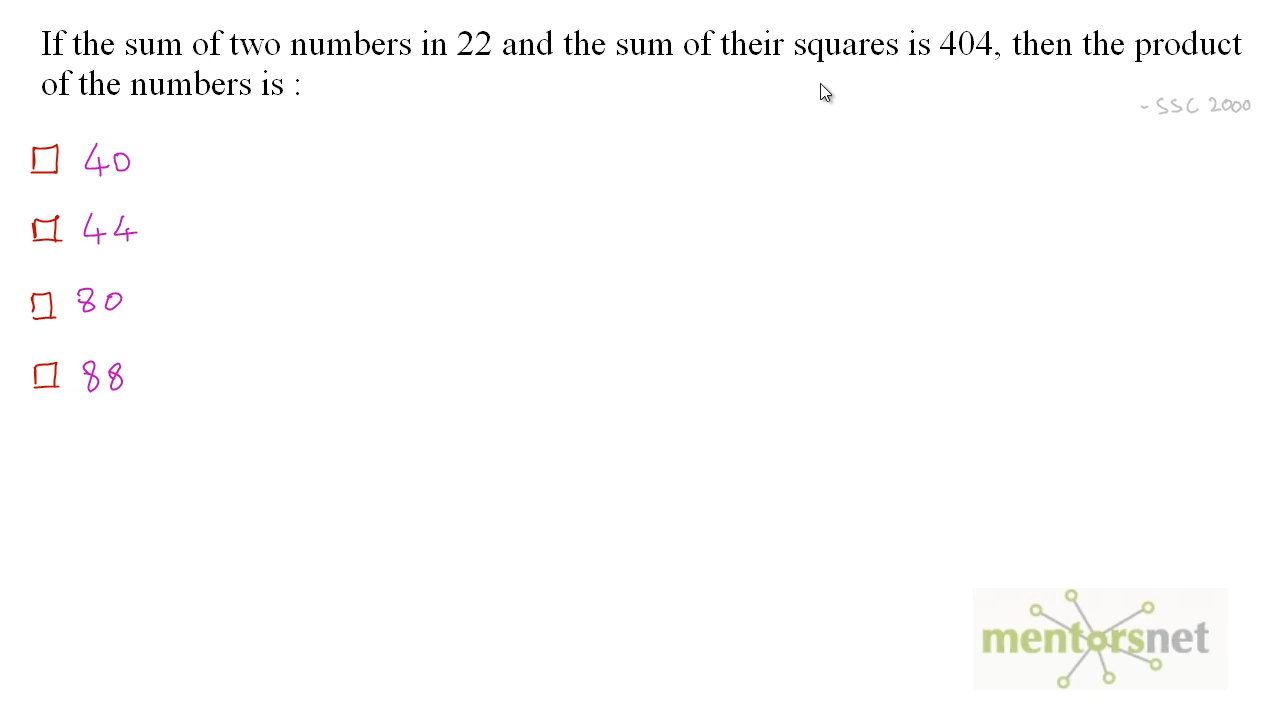 If the sum of two numbers in 22 and the sum of their squares is 404, then the product
of the numbers is :
- SSC 2000
40
44
80
88
mentorsnet